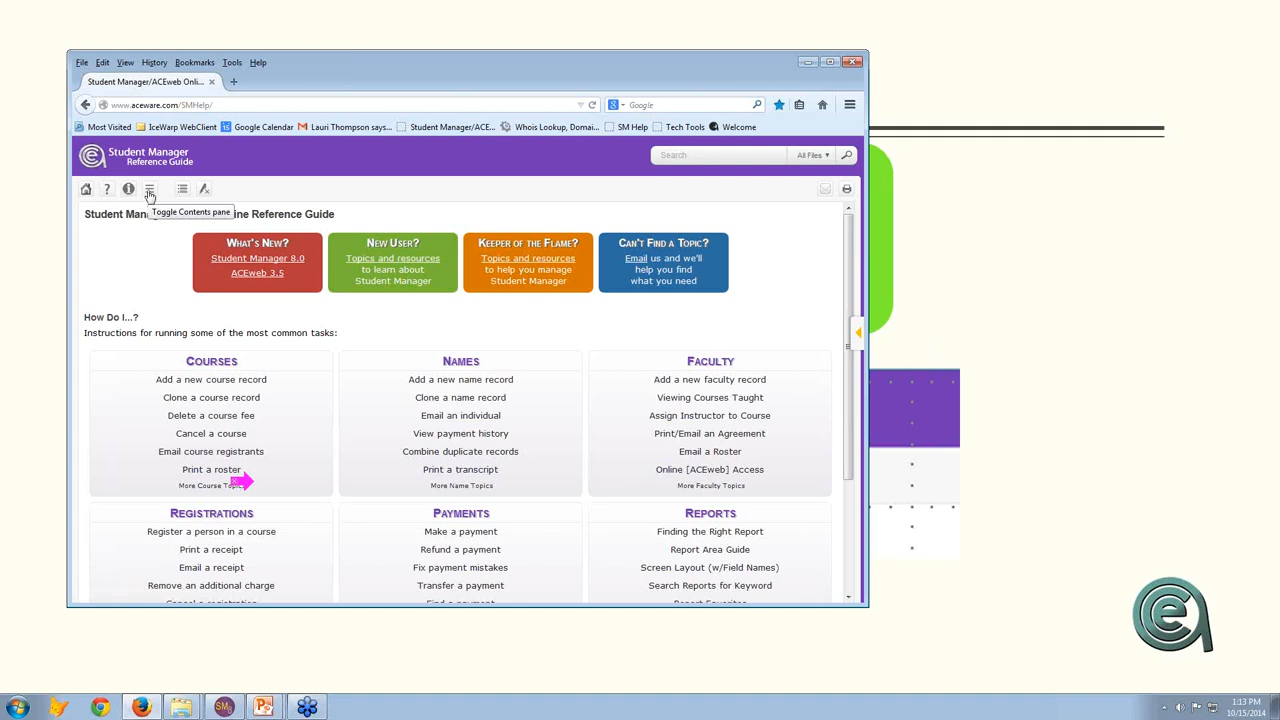 File Edit View History Bookmarks Tools Help
Student Manager/ACEweb Onli... × +
www.aceware.com/SMHelp/ Google
Most Visited IceWarp WebClient Google Calendar Lauri Thompson says... Student Manager/ACE... Whois Lookup, Domai... SM Help Tech Tools Welcome
Student Manager
Reference Guide
Search All Files
Toggle Contents pane
Student Man ine Reference Guide
What's New?
Student Manager 8.0
ACEweb 3.5
New User?
Topics and resources
to learn about
Student Manager
Keeper of the Flame?
Topics and resources
to help you manage
Student Manager
Can't Find a Topic?
Email us and we'll
help you find
what you need
How Do I...?
Instructions for running some of the most common tasks:
Courses
Add a new course record
Clone a course record
Delete a course fee
Cancel a course
Email course registrants
Print a roster
More Course Topics
Names
Add a new name record
Clone a name record
Email an individual
View payment history
Combine duplicate records
Print a transcript
More Name Topics
Faculty
Add a new faculty record
Viewing Courses Taught
Assign Instructor to Course
Print/Email an Agreement
Email a Roster
Online [ACEweb] Access
More Faculty Topics
Registrations
Register a person in a course
Print a receipt
Email a receipt
Remove an additional charge
Cancel a registration
Payments
Make a payment
Refund a payment
Fix payment mistakes
Transfer a payment
Find a payment
Reports
Finding the Right Report
Report Area Guide
Screen Layout (w/Field Names)
Search Reports for Keyword
Report Favorites
1:13 PM
10/15/2014